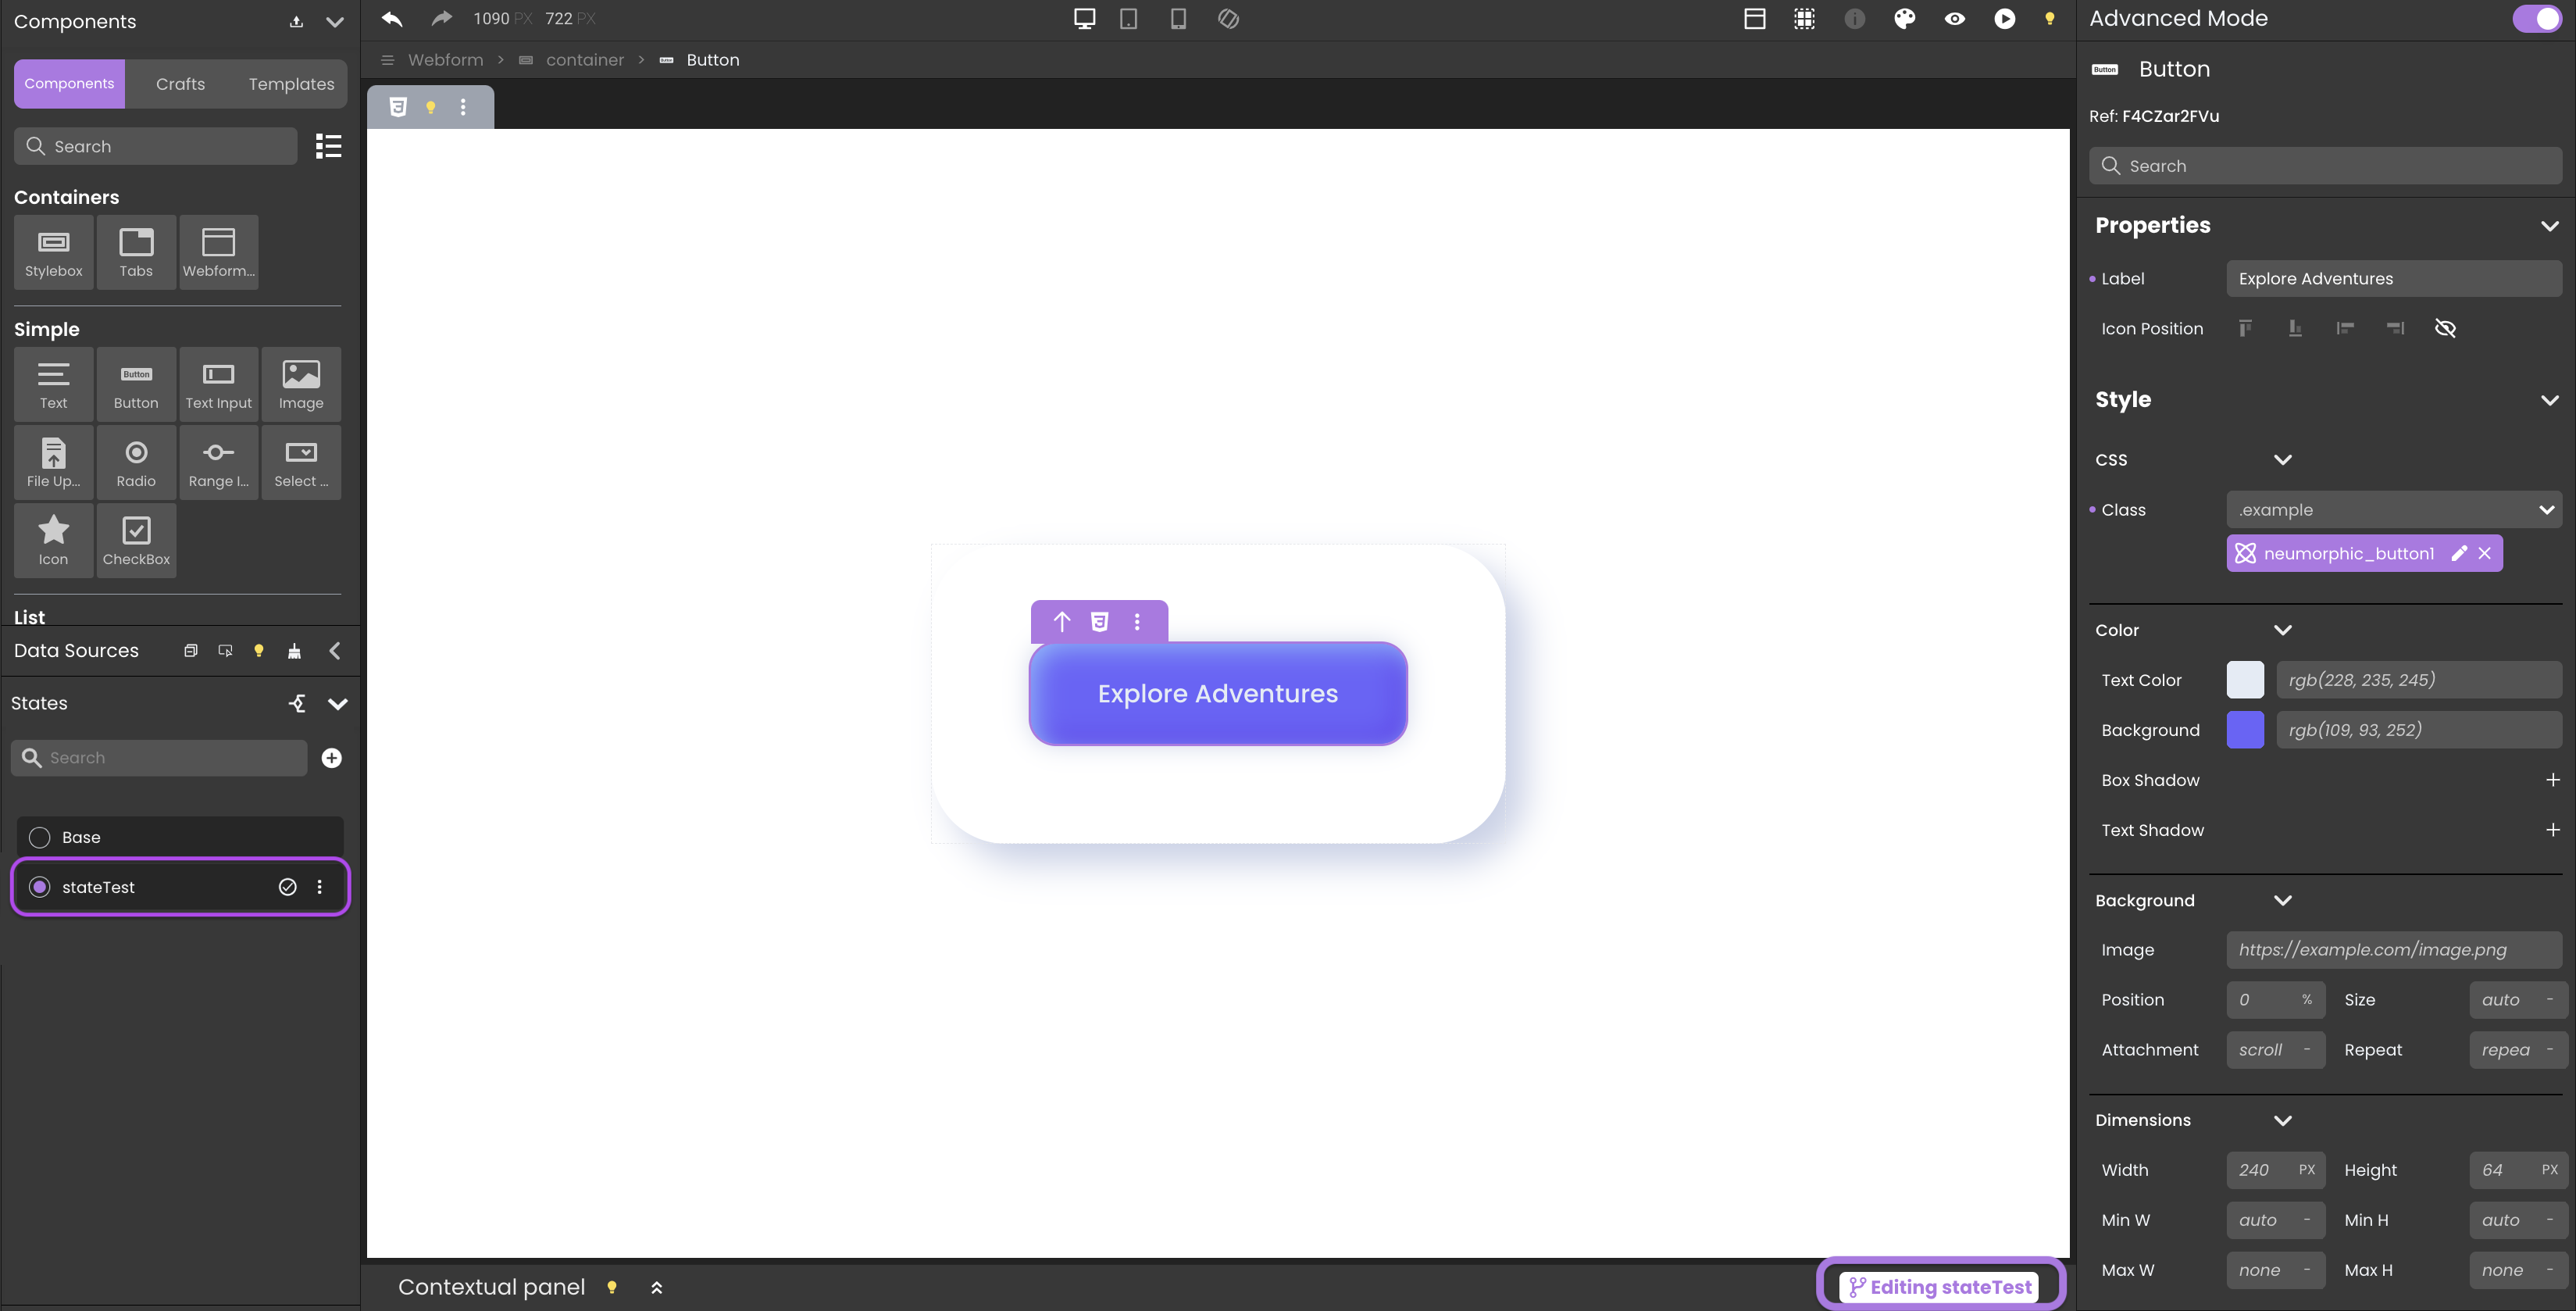 Components
Components Crafts Templates
Search
Containers
Stylebox Tabs Webform...
Simple
Button
Text Button Text Input Image
File Up... Radio Range I... Select ...
Icon CheckBox
List
Data Sources
States
Search
Base
stateTest
1090 PX 722 PX
Webform > container > Button
Explore Adventures
Contextual panel
Editing stateTest
Advanced Mode
Button Button
Ref: F4CZar2FVu
Search
Properties
Label Explore Adventures
Icon Position
Style
CSS
Class .example
neumorphic_button1
Color
Text Color rgb(228, 235, 245)
Background rgb(109, 93, 252)
Box Shadow +
Text Shadow +
Background
Image https://example.com/image.png
Position 0 % Size auto -
Attachment scroll - Repeat repea -
Dimensions
Width 240 PX Height 64 PX
Min W auto - Min H auto -
Max W none - Max H none -